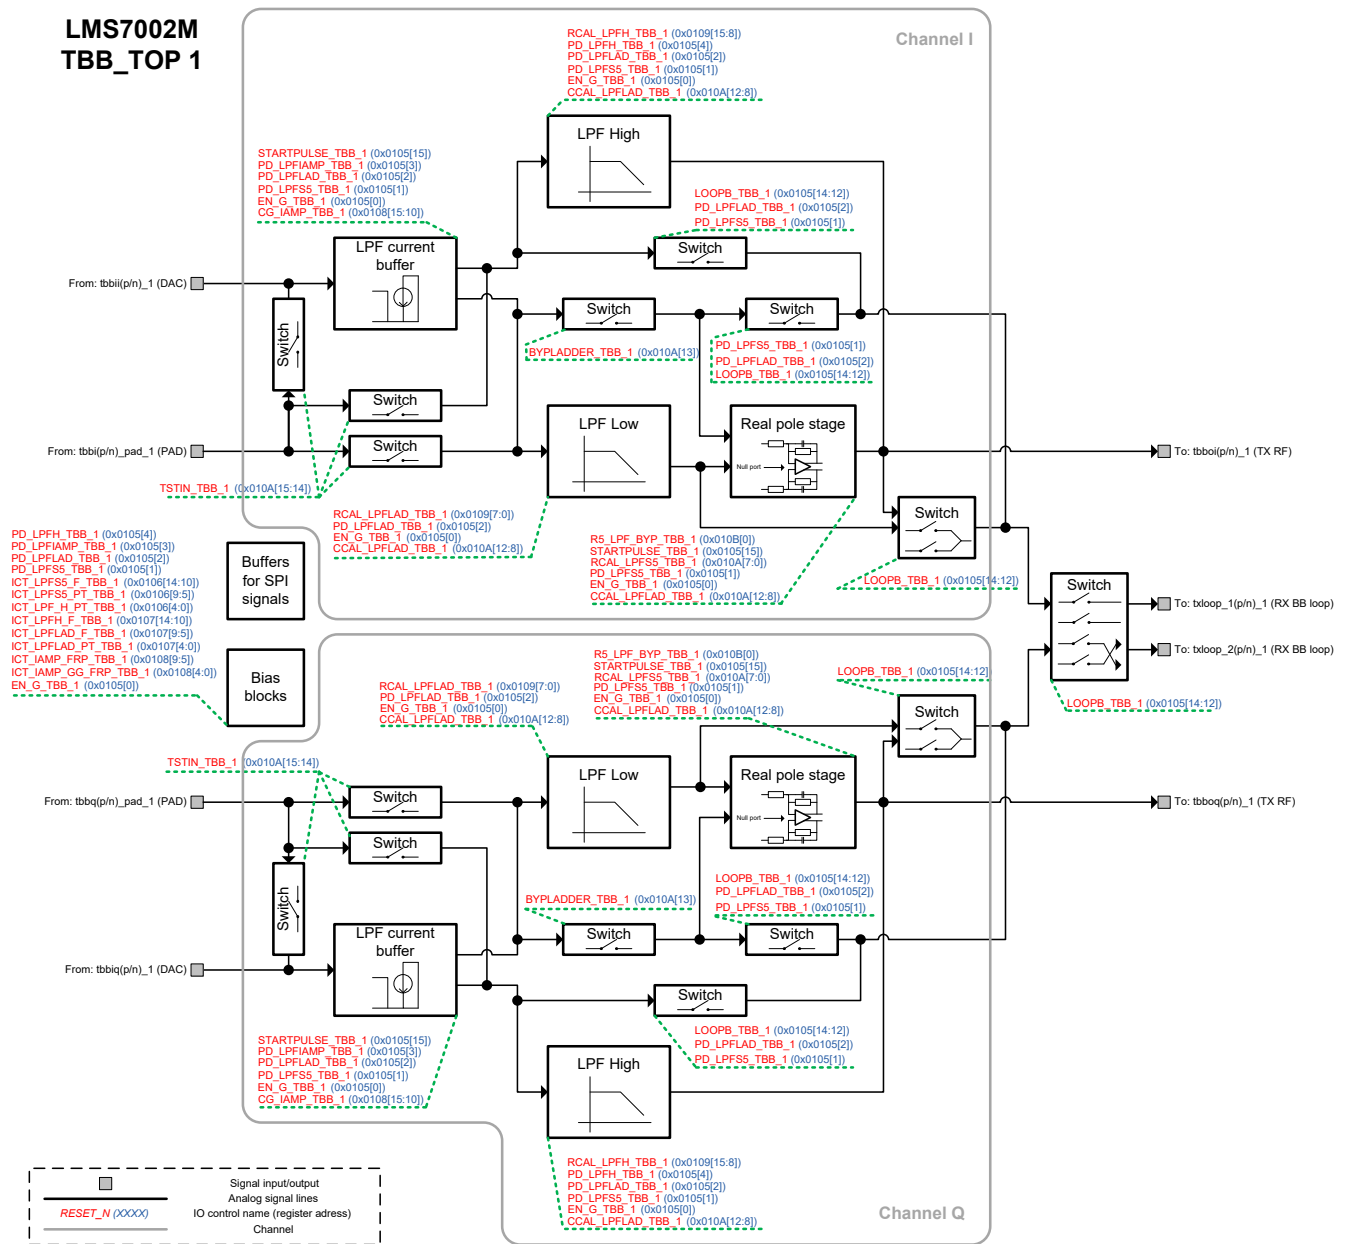 LMS7002M
TBB_TOP 1
Channel I
RCAL_LPFH_TBB_1 (0x0109[15:8])
PD_LPFH_TBB_1 (0x0105[4])
PD_LPFLAD_TBB_1 (0x0105[2])
PD_LPFS5_TBB_1 (0x0105[1])
EN_G_TBB_1 (0x0105[0])
CCAL_LPFLAD_TBB_1 (0x010A[12:8])
LPF High
STARTPULSE_TBB_1 (0x0105[15])
PD_LPFIAMP_TBB_1 (0x0105[3])
PD_LPFLAD_TBB_1 (0x0105[2])
PD_LPFS5_TBB_1 (0x0105[1])
EN_G_TBB_1 (0x0105[0])
CG_IAMP_TBB_1 (0x0108[15:10])
LPF current
buffer
LOOPB_TBB_1 (0x0105[14:12])
PD_LPFLAD_TBB_1 (0x0105[2])
PD_LPFS5_TBB_1 (0x0105[1])
Switch
From: tbbii(p/n)_1 (DAC)
Switch
Switch
Switch
BYPLADDER_TBB_1 (0x010A[13])
PD_LPFS5_TBB_1 (0x0105[1])
PD_LPFLAD_TBB_1 (0x0105[2])
LOOPB_TBB_1 (0x0105[14:12])
Switch
Switch
From: tbbi(p/n)_pad_1 (PAD)
LPF Low
Real pole stage
Null port
To: tbboi(p/n)_1 (TX RF)
TSTIN_TBB_1 (0x010A[15:14])
RCAL_LPFLAD_TBB_1 (0x0109[7:0])
PD_LPFLAD_TBB_1 (0x0105[2])
EN_G_TBB_1 (0x0105[0])
CCAL_LPFLAD_TBB_1 (0x010A[12:8])
R5_LPF_BYP_TBB_1 (0x010B[0])
STARTPULSE_TBB_1 (0x0105[15])
RCAL_LPFS5_TBB_1 (0x010A[7:0])
PD_LPFS5_TBB_1 (0x0105[1])
EN_G_TBB_1 (0x0105[0])
CCAL_LPFLAD_TBB_1 (0x010A[12:8])
Switch
LOOPB_TBB_1 (0x0105[14:12])
PD_LPFH_TBB_1 (0x0105[4])
PD_LPFIAMP_TBB_1 (0x0105[3])
PD_LPFLAD_TBB_1 (0x0105[2])
PD_LPFS5_TBB_1 (0x0105[1])
ICT_LPFS5_F_TBB_1 (0x0106[14:10])
ICT_LPFS5_PT_TBB_1 (0x0106[9:5])
ICT_LPF_H_PT_TBB_1 (0x0106[4:0])
ICT_LPFH_F_TBB_1 (0x0107[14:10])
ICT_LPFLAD_F_TBB_1 (0x0107[9:5])
ICT_LPFLAD_PT_TBB_1 (0x0107[4:0])
ICT_IAMP_FRP_TBB_1 (0x0108[9:5])
ICT_IAMP_GG_FRP_TBB_1 (0x0108[4:0])
EN_G_TBB_1 (0x0105[0])
Buffers
for SPI
signals
Bias
blocks
Switch
To: txloop_1(p/n)_1 (RX BB loop)
To: txloop_2(p/n)_1 (RX BB loop)
LOOPB_TBB_1 (0x0105[14:12])
RCAL_LPFLAD_TBB_1 (0x0109[7:0])
PD_LPFLAD_TBB_1 (0x0105[2])
EN_G_TBB_1 (0x0105[0])
CCAL_LPFLAD_TBB_1 (0x010A[12:8])
R5_LPF_BYP_TBB_1 (0x010B[0])
STARTPULSE_TBB_1 (0x0105[15])
RCAL_LPFS5_TBB_1 (0x010A[7:0])
PD_LPFS5_TBB_1 (0x0105[1])
EN_G_TBB_1 (0x0105[0])
CCAL_LPFLAD_TBB_1 (0x010A[12:8])
LOOPB_TBB_1 (0x0105[14:12])
Switch
TSTIN_TBB_1 (0x010A[15:14])
From: tbbq(p/n)_pad_1 (PAD)
Switch
Switch
Switch
LPF Low
Real pole stage
Null port
To: tbboq(p/n)_1 (TX RF)
LOOPB_TBB_1 (0x0105[14:12])
PD_LPFLAD_TBB_1 (0x0105[2])
PD_LPFS5_TBB_1 (0x0105[1])
BYPLADDER_TBB_1 (0x010A[13])
Switch
Switch
LPF current
buffer
From: tbbiq(p/n)_1 (DAC)
Switch
LOOPB_TBB_1 (0x0105[14:12])
PD_LPFLAD_TBB_1 (0x0105[2])
PD_LPFS5_TBB_1 (0x0105[1])
STARTPULSE_TBB_1 (0x0105[15])
PD_LPFIAMP_TBB_1 (0x0105[3])
PD_LPFLAD_TBB_1 (0x0105[2])
PD_LPFS5_TBB_1 (0x0105[1])
EN_G_TBB_1 (0x0105[0])
CG_IAMP_TBB_1 (0x0108[15:10])
LPF High
RCAL_LPFH_TBB_1 (0x0109[15:8])
PD_LPFH_TBB_1 (0x0105[4])
PD_LPFLAD_TBB_1 (0x0105[2])
PD_LPFS5_TBB_1 (0x0105[1])
EN_G_TBB_1 (0x0105[0])
CCAL_LPFLAD_TBB_1 (0x010A[12:8])
Channel Q
Signal input/output
Analog signal lines
RESET_N (XXXX) IO control name (register adress)
Channel